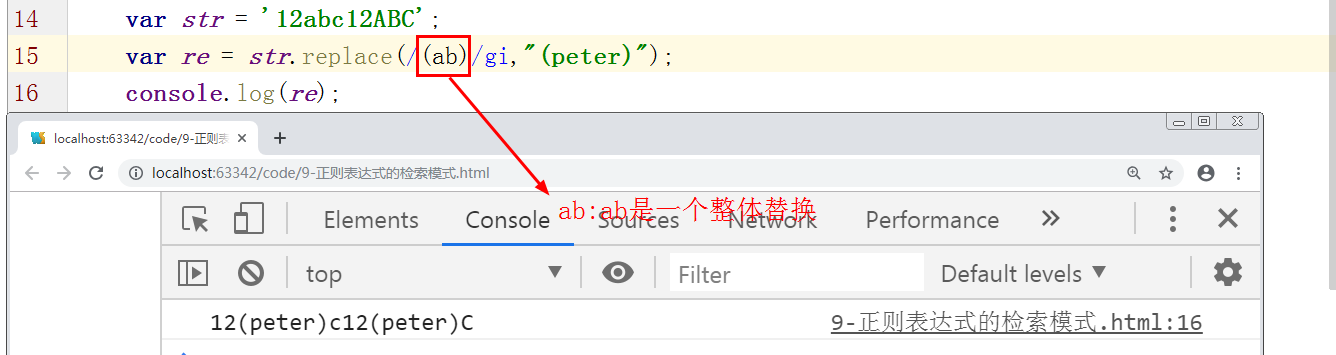 14 var str = '12abc12ABC';
15 var re = str.replace(/(ab)/gi,"(peter)");
16 console.log(re);
localhost:63342/code/9-正则表
localhost:63342/code/9-正则表达式的检索模式.html
Elements Console Sources Network Performance
ab:ab是一个整体替换
top Filter Default levels
12(peter)c12(peter)C 9-正则表达式的检索模式.html:16